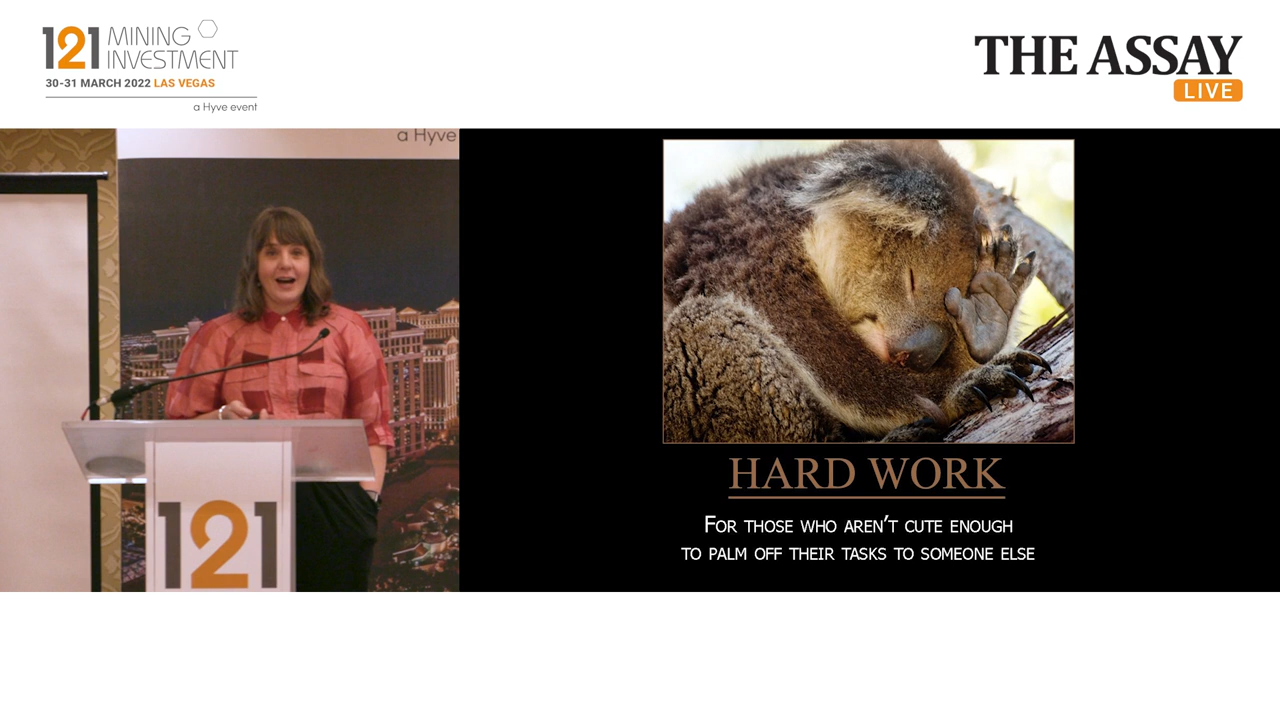 121 MINING
INVESTMENT
30-31 MARCH 2022 LAS VEGAS
a Hyve event
THE ASSAY
LIVE
a Hyve
121
HARD WORK
FOR THOSE WHO AREN'T CUTE ENOUGH
TO PALM OFF THEIR TASKS TO SOMEONE ELSE